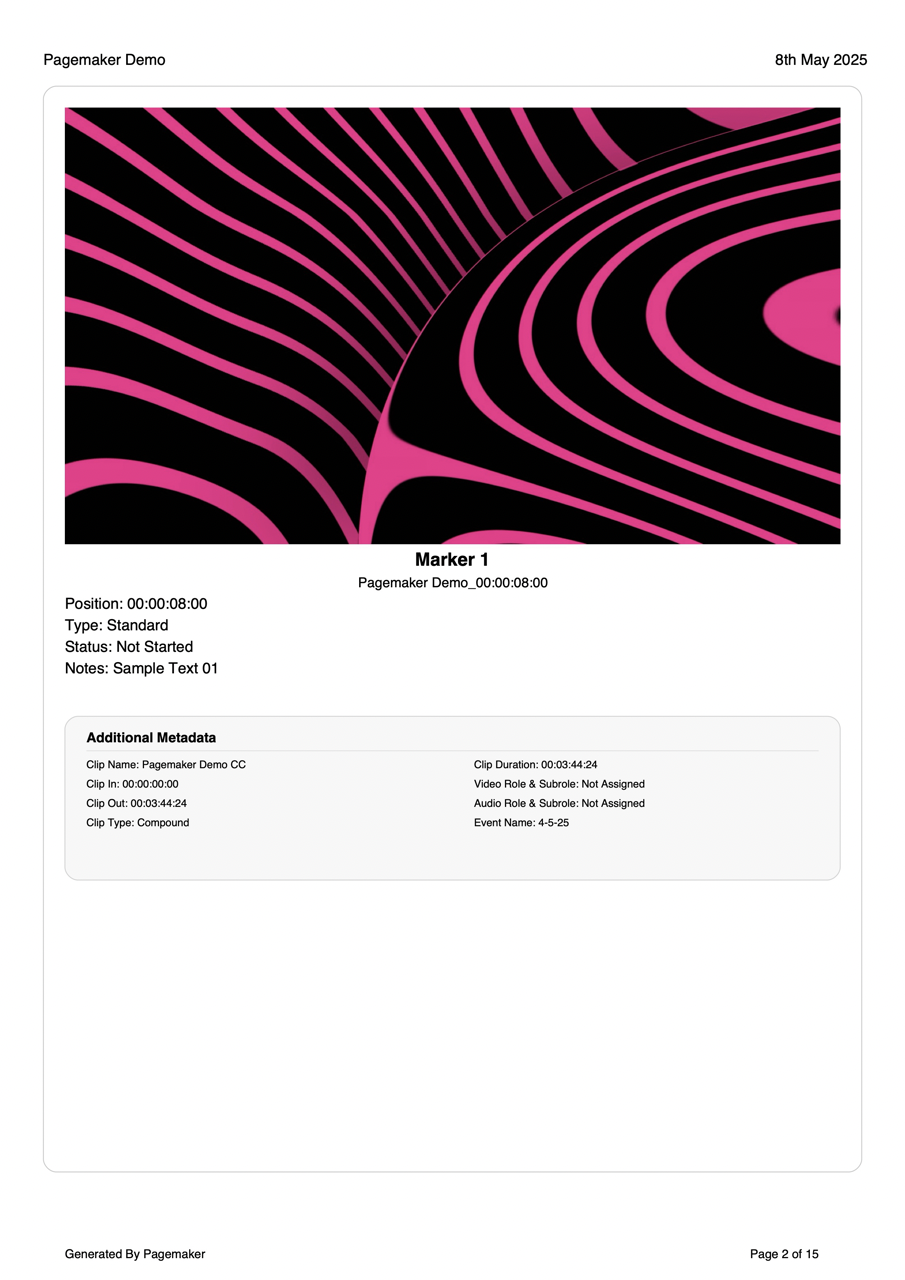 Pagemaker Demo
8th May 2025
Marker 1
Pagemaker Demo_00:00:08:00
Position: 00:00:08:00
Type: Standard
Status: Not Started
Notes: Sample Text 01
Additional Metadata
Clip Name: Pagemaker Demo CC
Clip In: 00:00:00:00
Clip Out: 00:03:44:24
Clip Type: Compound
Clip Duration: 00:03:44:24
Video Role & Subrole: Not Assigned
Audio Role & Subrole: Not Assigned
Event Name: 4-5-25
Generated By Pagemaker
Page 2 of 15